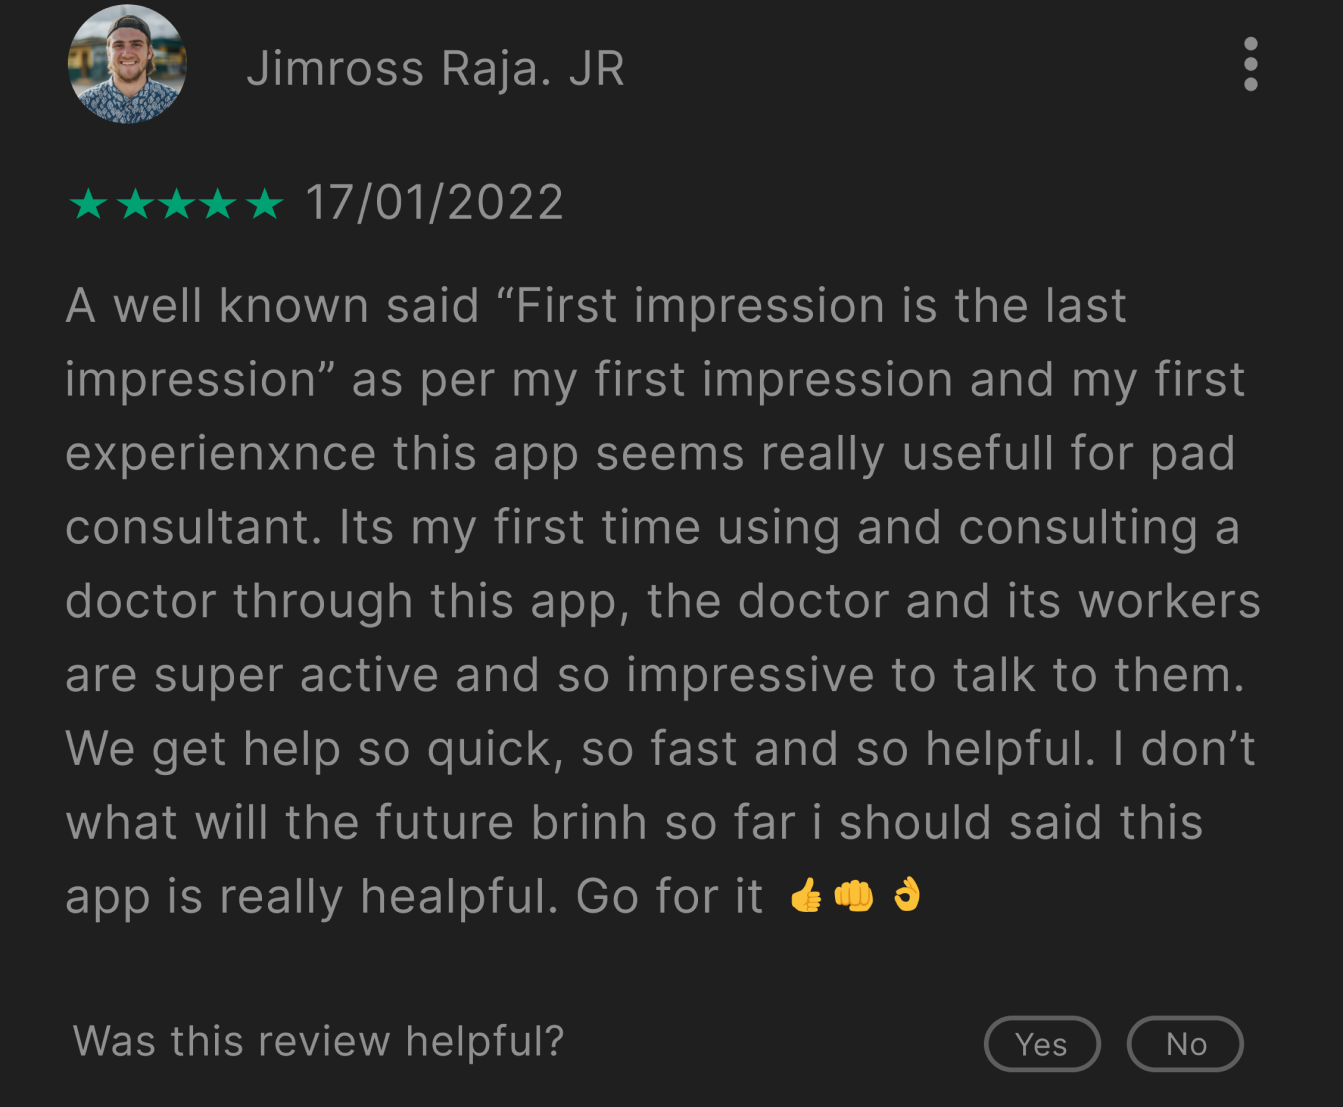 Jimross Raja. JR
17/01/2022
A well known said “First impression is the last
impression” as per my first impression and my first
experienxnce this app seems really usefull for pad
consultant. Its my first time using and consulting a
doctor through this app, the doctor and its workers
are super active and so impressive to talk to them.
We get help so quick, so fast and so helpful. I don’t
what will the future brinh so far i should said this
app is really healpful. Go for it 👍👊👌
Was this review helpful?
Yes
No